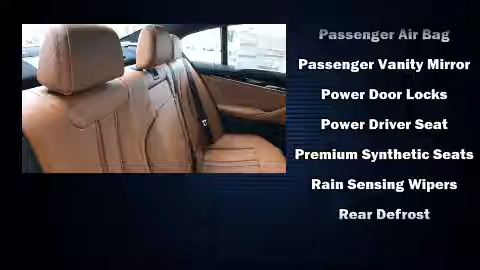 Passenger Air Bag
Passenger Vanity Mirror
Power Door Locks
Power Driver Seat
Premium Synthetic Seats
Rain Sensing Wipers
Rear Defrost